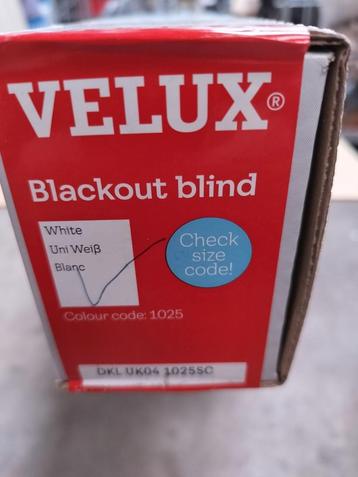 VELUX®
Blackout blind
White
Uni Weiß
Blanc
Check
size
code!
Colour code: 1025
DKL UK04 1025SC